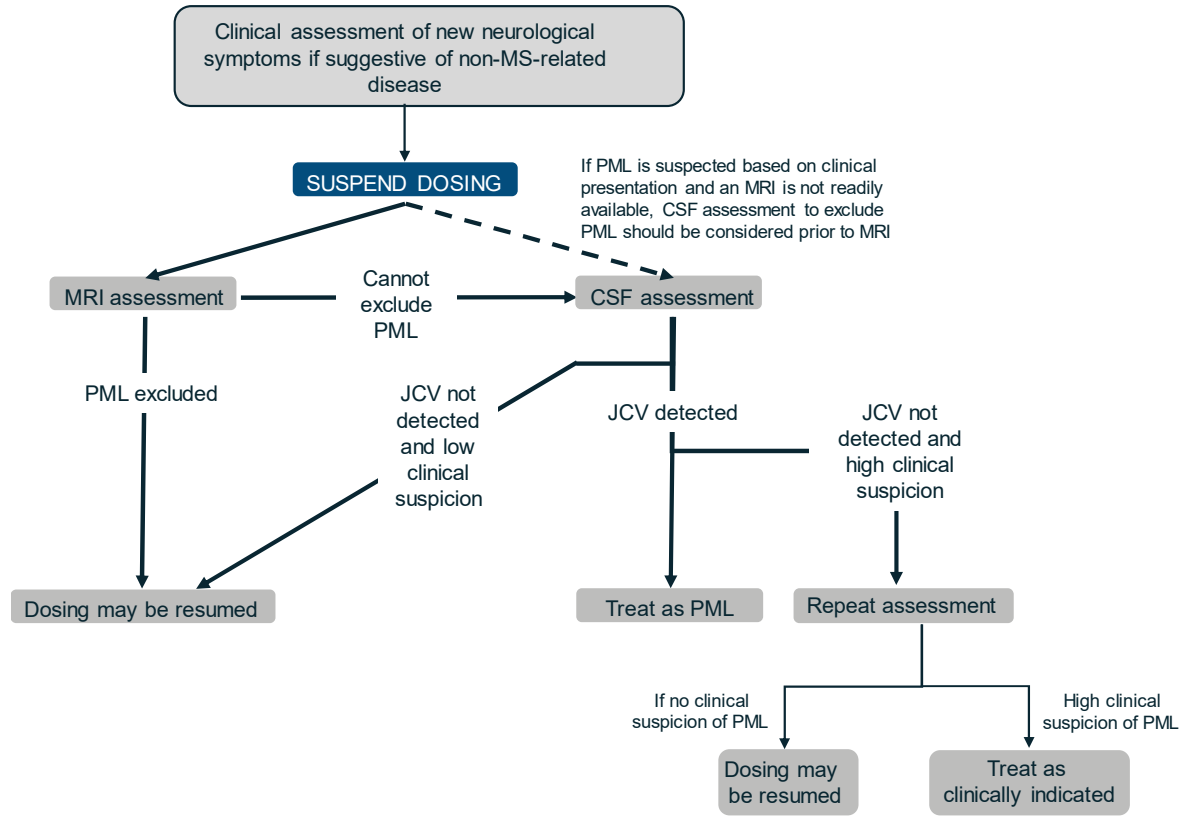 Clinical assessment of new neurological
symptoms if suggestive of non-MS-related
disease
SUSPEND DOSING
If PML is suspected based on clinical
presentation and an MRI is not readily
available, CSF assessment to exclude
PML should be considered prior to MRI
MRI assessment
Cannot
exclude
PML
CSF assessment
PML excluded
JCV not
detected
and low
clinical
suspicion
JCV detected
JCV not
detected and
high clinical
suspicion
Dosing may be resumed
Treat as PML
Repeat assessment
If no clinical
suspicion of PML
High clinical
suspicion of PML
Dosing may
be resumed
Treat as
clinically indicated